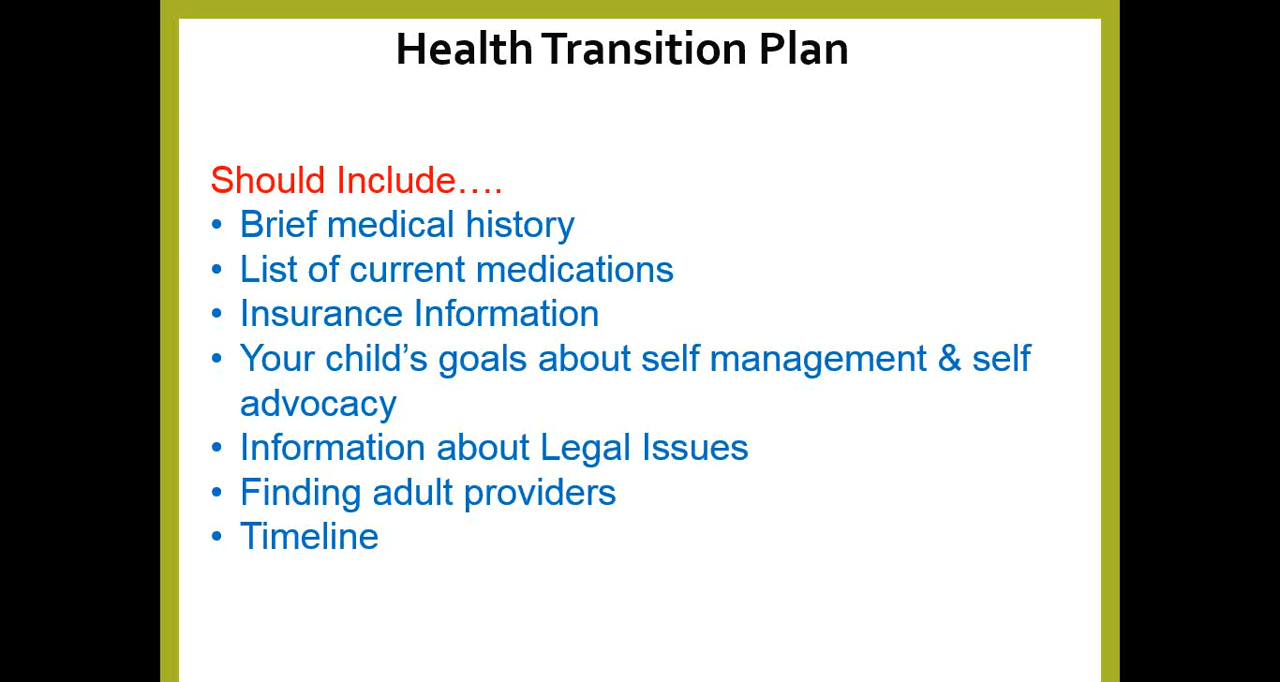 Health Transition Plan
Should Include....
• Brief medical history
• List of current medications
• Insurance Information
• Your child’s goals about self management & self
advocacy
• Information about Legal Issues
• Finding adult providers
• Timeline